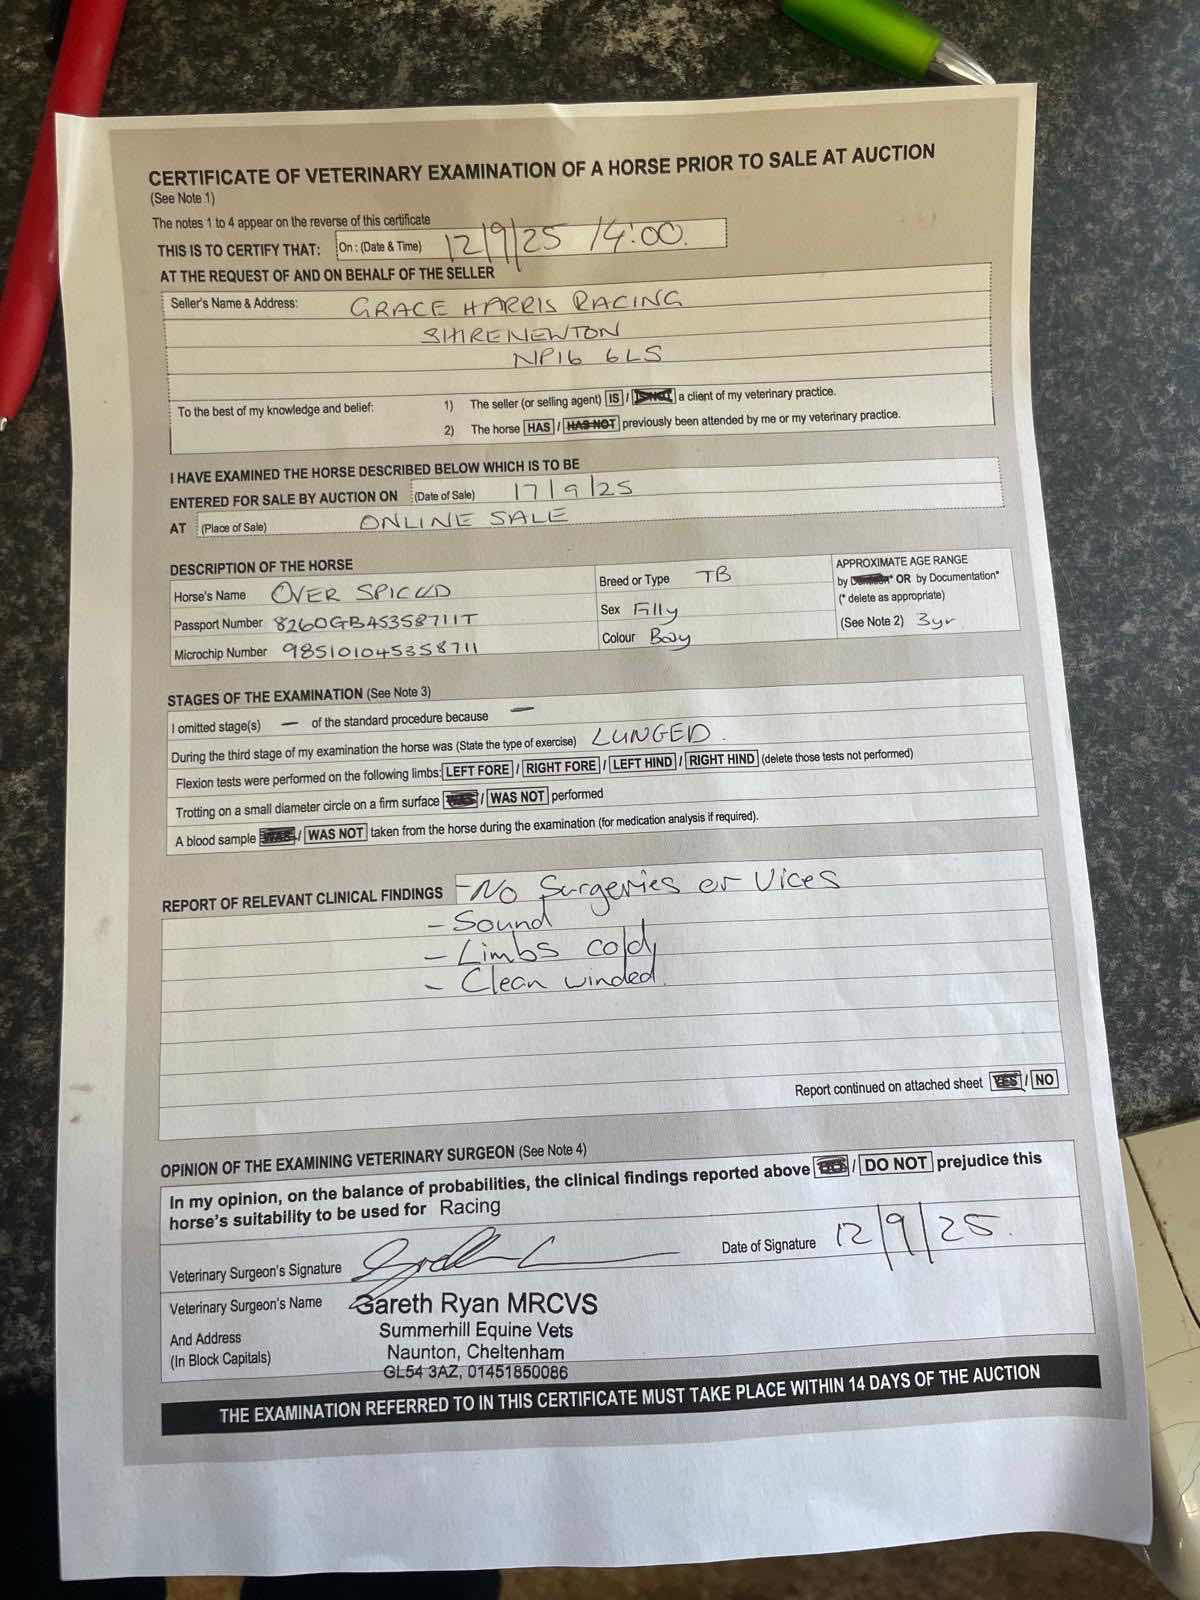 CERTIFICATE OF VETERINARY EXAMINATION OF A HORSE PRIOR TO SALE AT AUCTION
(See Note 1)
The notes 1 to 4 appear on the reverse of this certificate
THIS IS TO CERTIFY THAT: On : (Date & Time) 12/9/25 14:00.
AT THE REQUEST OF AND ON BEHALF OF THE SELLER
Seller's Name & Address: GRACE HARRIS RACING
SHIRENEWTON
NP16 6LS
To the best of my knowledge and belief: 1) The seller (or selling agent) IS / IS NOT a client of my veterinary practice.
2) The horse HAS / HAS NOT previously been attended by me or my veterinary practice.
I HAVE EXAMINED THE HORSE DESCRIBED BELOW WHICH IS TO BE
ENTERED FOR SALE BY AUCTION ON (Date of Sale) 17/9/25
AT (Place of Sale) ONLINE SALE
DESCRIPTION OF THE HORSE
Horse's Name OVER SPICED
Passport Number 8260GB45358711T
Microchip Number 985101045358711
Breed or Type TB
Sex Filly
Colour Bay
APPROXIMATE AGE RANGE
by Dentition* OR by Documentation*
(* delete as appropriate)
(See Note 2) 3yr
STAGES OF THE EXAMINATION (See Note 3)
I omitted stage(s) — of the standard procedure because —
During the third stage of my examination the horse was (State the type of exercise) LUNGED.
Flexion tests were performed on the following limbs: LEFT FORE / RIGHT FORE / LEFT HIND / RIGHT HIND (delete those tests not performed)
Trotting on a small diameter circle on a firm surface WAS / WAS NOT performed
A blood sample WAS / WAS NOT taken from the horse during the examination (for medication analysis if required).
REPORT OF RELEVANT CLINICAL FINDINGS - No Surgeries or Vices
- Sound
- Limbs cold,
- Clean winded.
Report continued on attached sheet YES / NO
OPINION OF THE EXAMINING VETERINARY SURGEON (See Note 4)
In my opinion, on the balance of probabilities, the clinical findings reported above DO / DO NOT prejudice this
horse's suitability to be used for Racing
Veterinary Surgeon's Signature
Date of Signature 12/9/25.
Veterinary Surgeon's Name Gareth Ryan MRCVS
And Address Summerhill Equine Vets
(In Block Capitals) Naunton, Cheltenham
GL54 3AZ, 01451850086
THE EXAMINATION REFERRED TO IN THIS CERTIFICATE MUST TAKE PLACE WITHIN 14 DAYS OF THE AUCTION